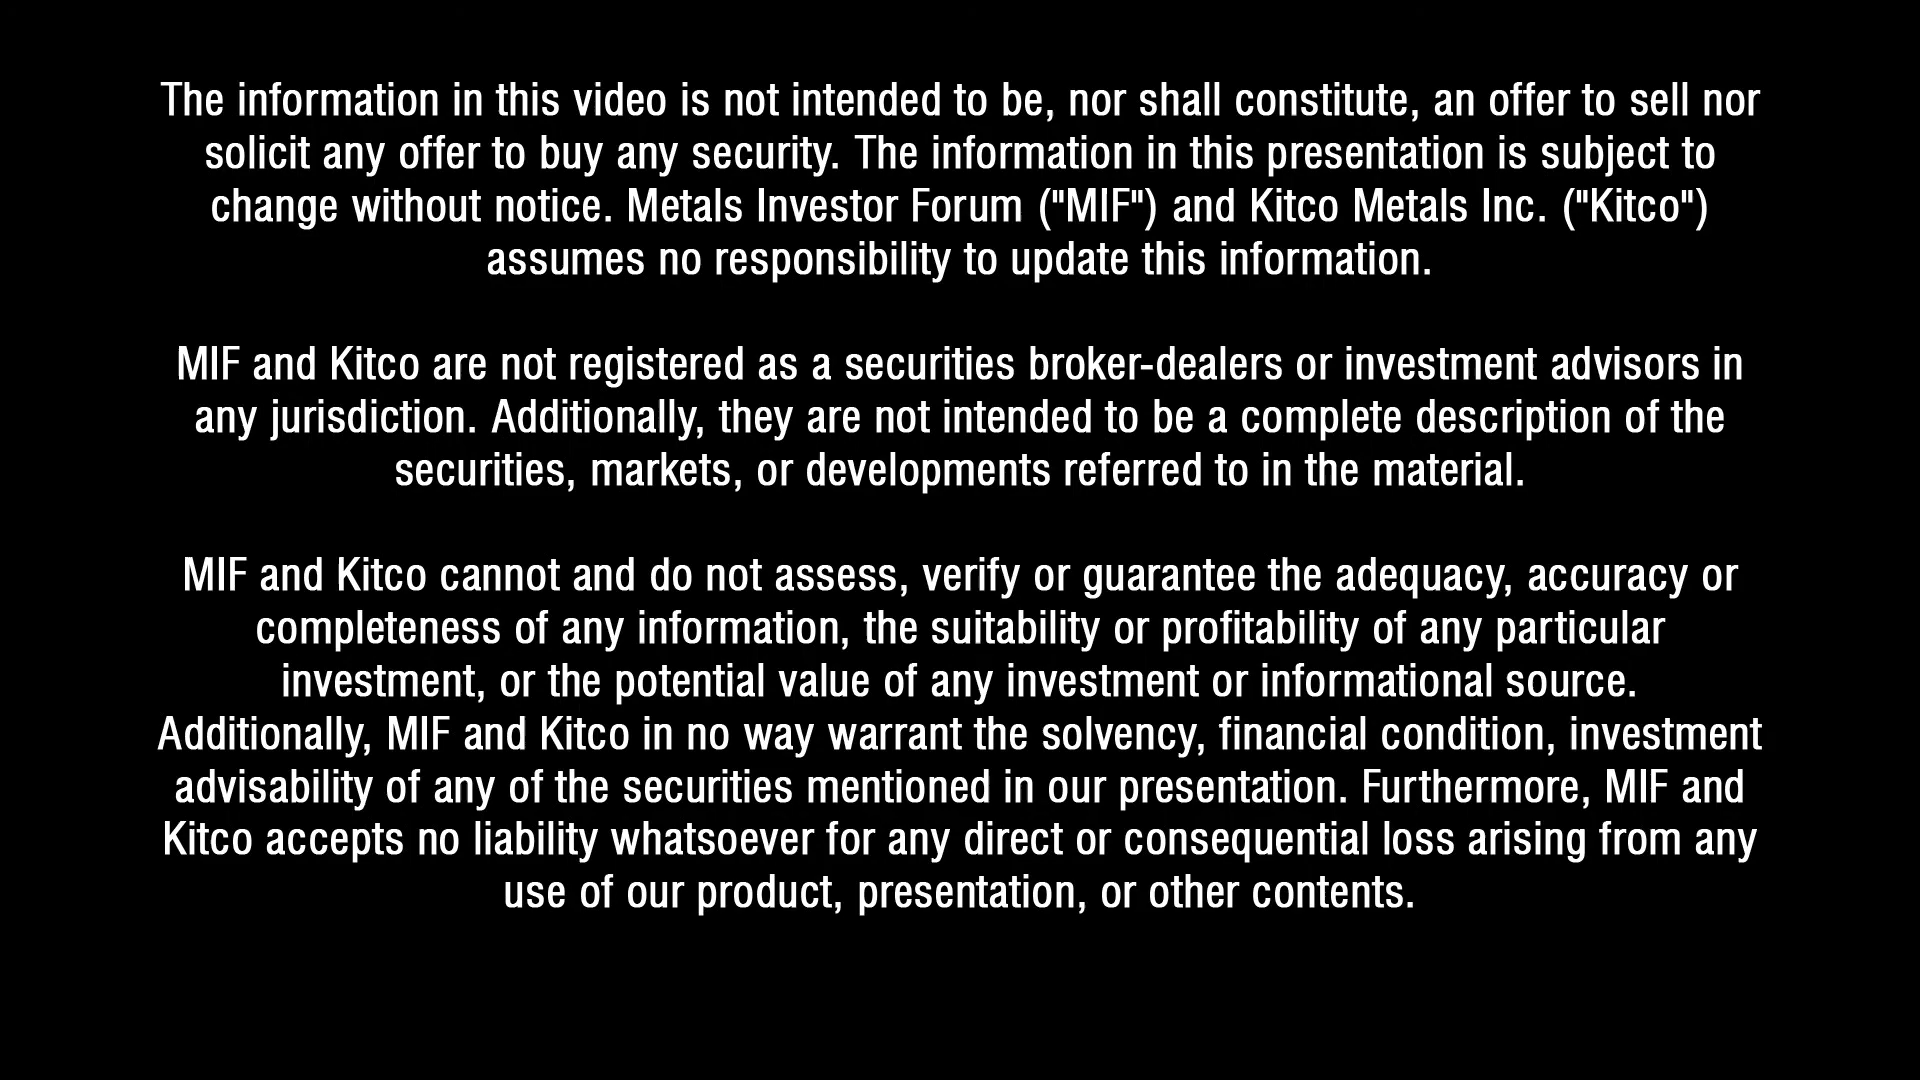 The information in this video is not intended to be, nor shall constitute, an offer to sell nor
solicit any offer to buy any security. The information in this presentation is subject to
change without notice. Metals Investor Forum ("MIF") and Kitco Metals Inc. ("Kitco")
assumes no responsibility to update this information.
MIF and Kitco are not registered as a securities broker-dealers or investment advisors in
any jurisdiction. Additionally, they are not intended to be a complete description of the
securities, markets, or developments referred to in the material.
MIF and Kitco cannot and do not assess, verify or guarantee the adequacy, accuracy or
completeness of any information, the suitability or profitability of any particular
investment, or the potential value of any investment or informational source.
Additionally, MIF and Kitco in no way warrant the solvency, financial condition, investment
advisability of any of the securities mentioned in our presentation. Furthermore, MIF and
Kitco accepts no liability whatsoever for any direct or consequential loss arising from any
use of our product, presentation, or other contents.